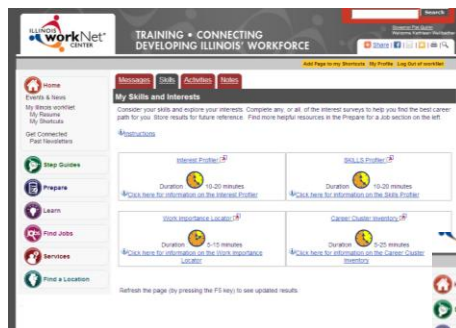 Search
ILLINOIS
workNet
CENTER
TRAINING • CONNECTING
DEVELOPING ILLINOIS' WORKFORCE
Share
Add Page to my Shortcuts My Profile Log Out of workNet
Home
Events & News
My Illinois workNet
My Resume
My Shortcuts
Get Connected
Past Newsletters
Step Guides
Prepare
Learn
Find Jobs
Services
Find a Location
Messages Skills Activities Notes
My Skills and Interests
Consider your skills and explore your interests. Complete any, or all, of the interest surveys to help you find the best career
path for you. Store results for future reference. Find more helpful resources in the Prepare for a Job section on the left.
Instructions
Interest Profiler
Duration 10-20 minutes
Click here for information on the Interest Profiler
SKILLS Profiler
Duration 10-20 minutes
Click here for information on the Skills Profiler
Work Importance Locator
Duration 5-15 minutes
Click here for information on the Work Importance
Locator
Career Cluster Inventory
Duration 5-25 minutes
Click here for information on the Career Cluster
Inventory
Refresh the page (by pressing the F5 key) to see updated results.